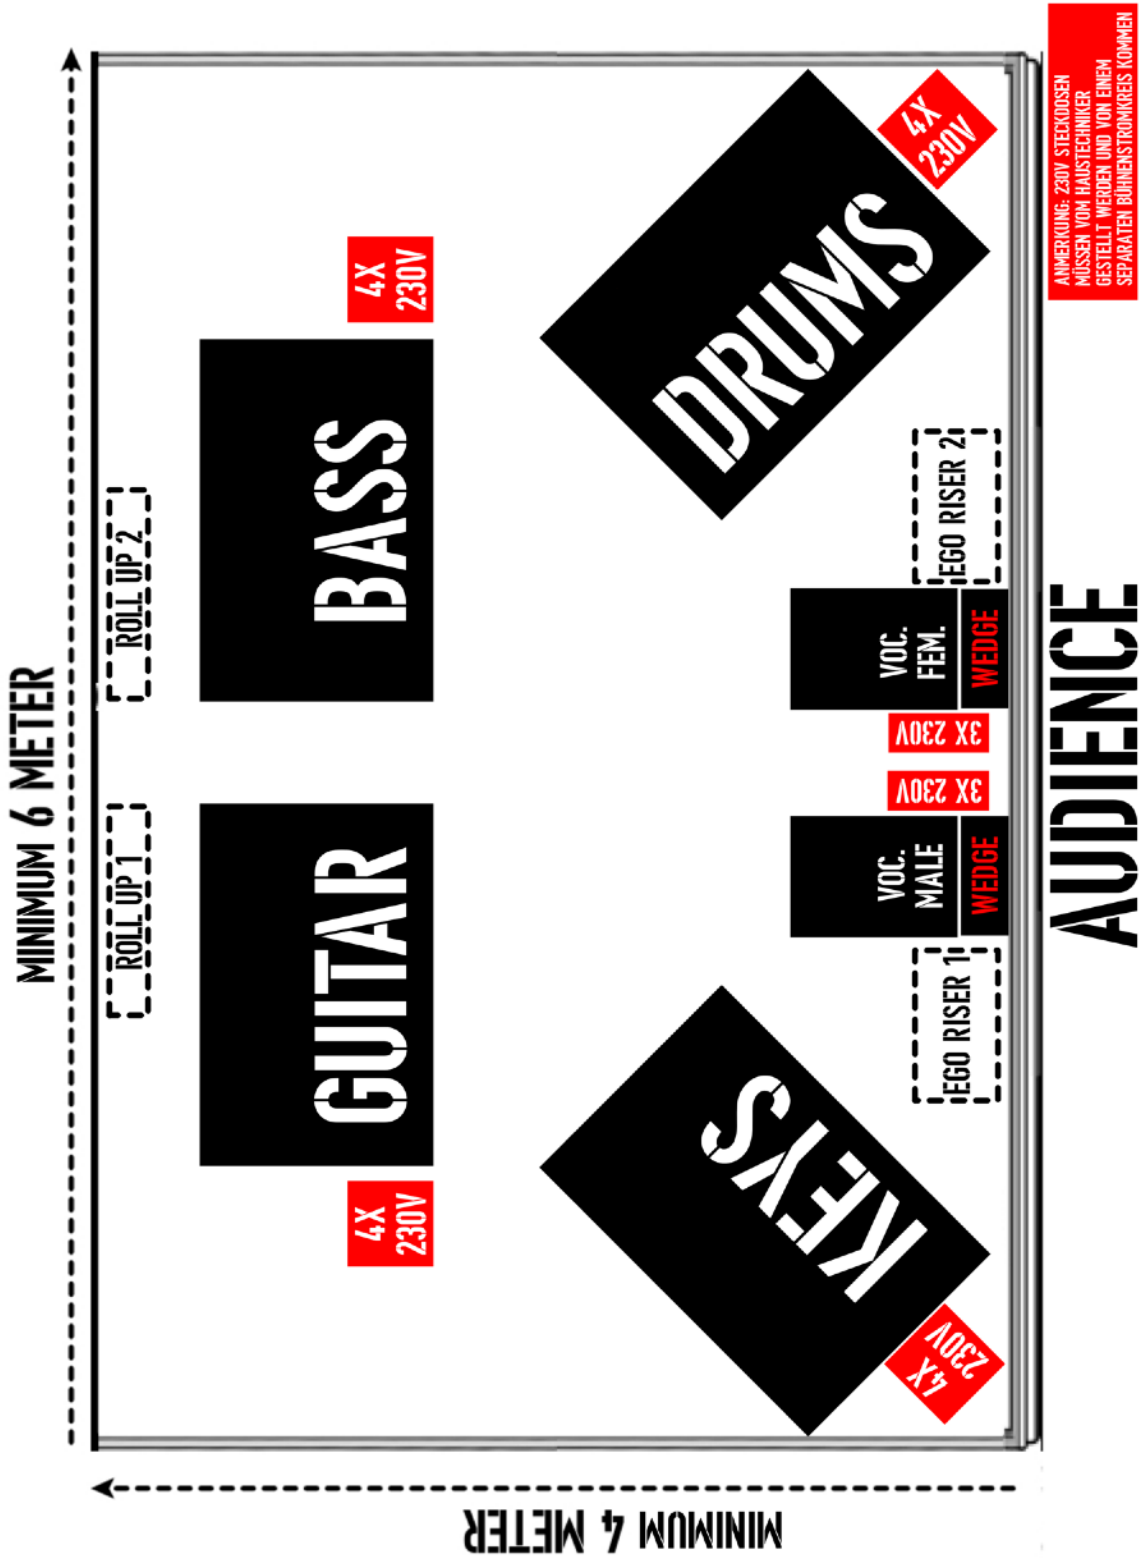 MINIMUM 6 METER
ROLL UP 1
ROLL UP 2
GUITAR
BASS
4X
230V
4X
230V
KEYS
DRUMS
4X
230V
4X
230V
EGO RISER 1
VOC.
MALE
WEDGE
3X 230V
3X 230V
VOC.
FEM.
WEDGE
EGO RISER 2
MINIMUM 4 METER
AUDIENCE
ANMERKUNG: 230V STECKDOSEN
MÜSSEN VOM HAUSTECHNIKER
GESTELLT WERDEN UND VON EINEM
SEPARATEN BÜHNENSTROMKREIS KOMMEN